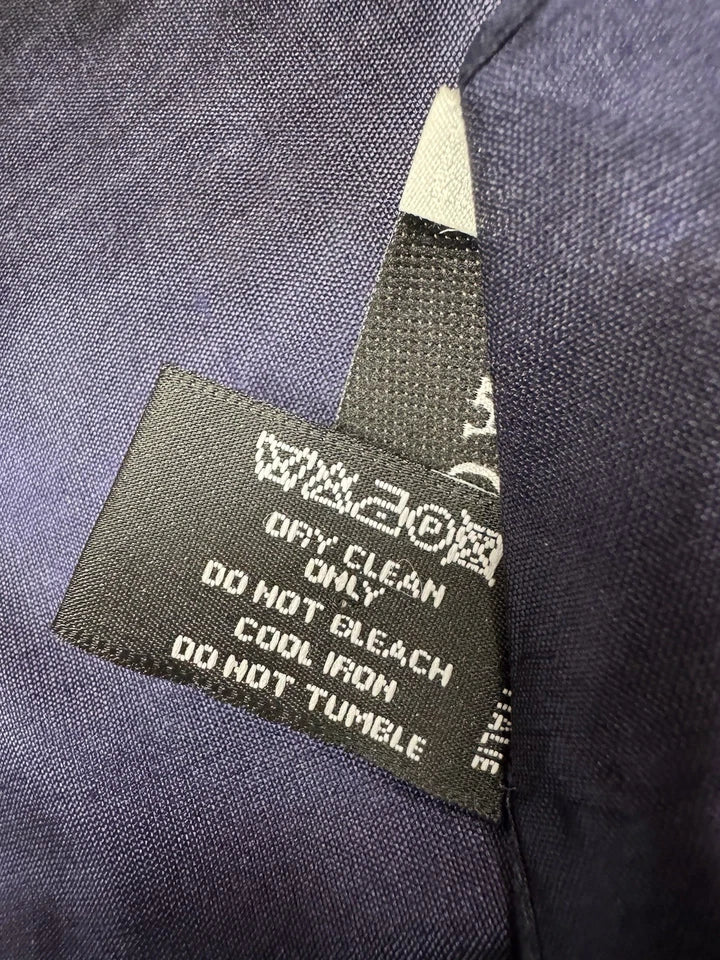 DRY CLEAN
ONLY
DO NOT BLEACH
COOL IRON
DO NOT TUMBLE